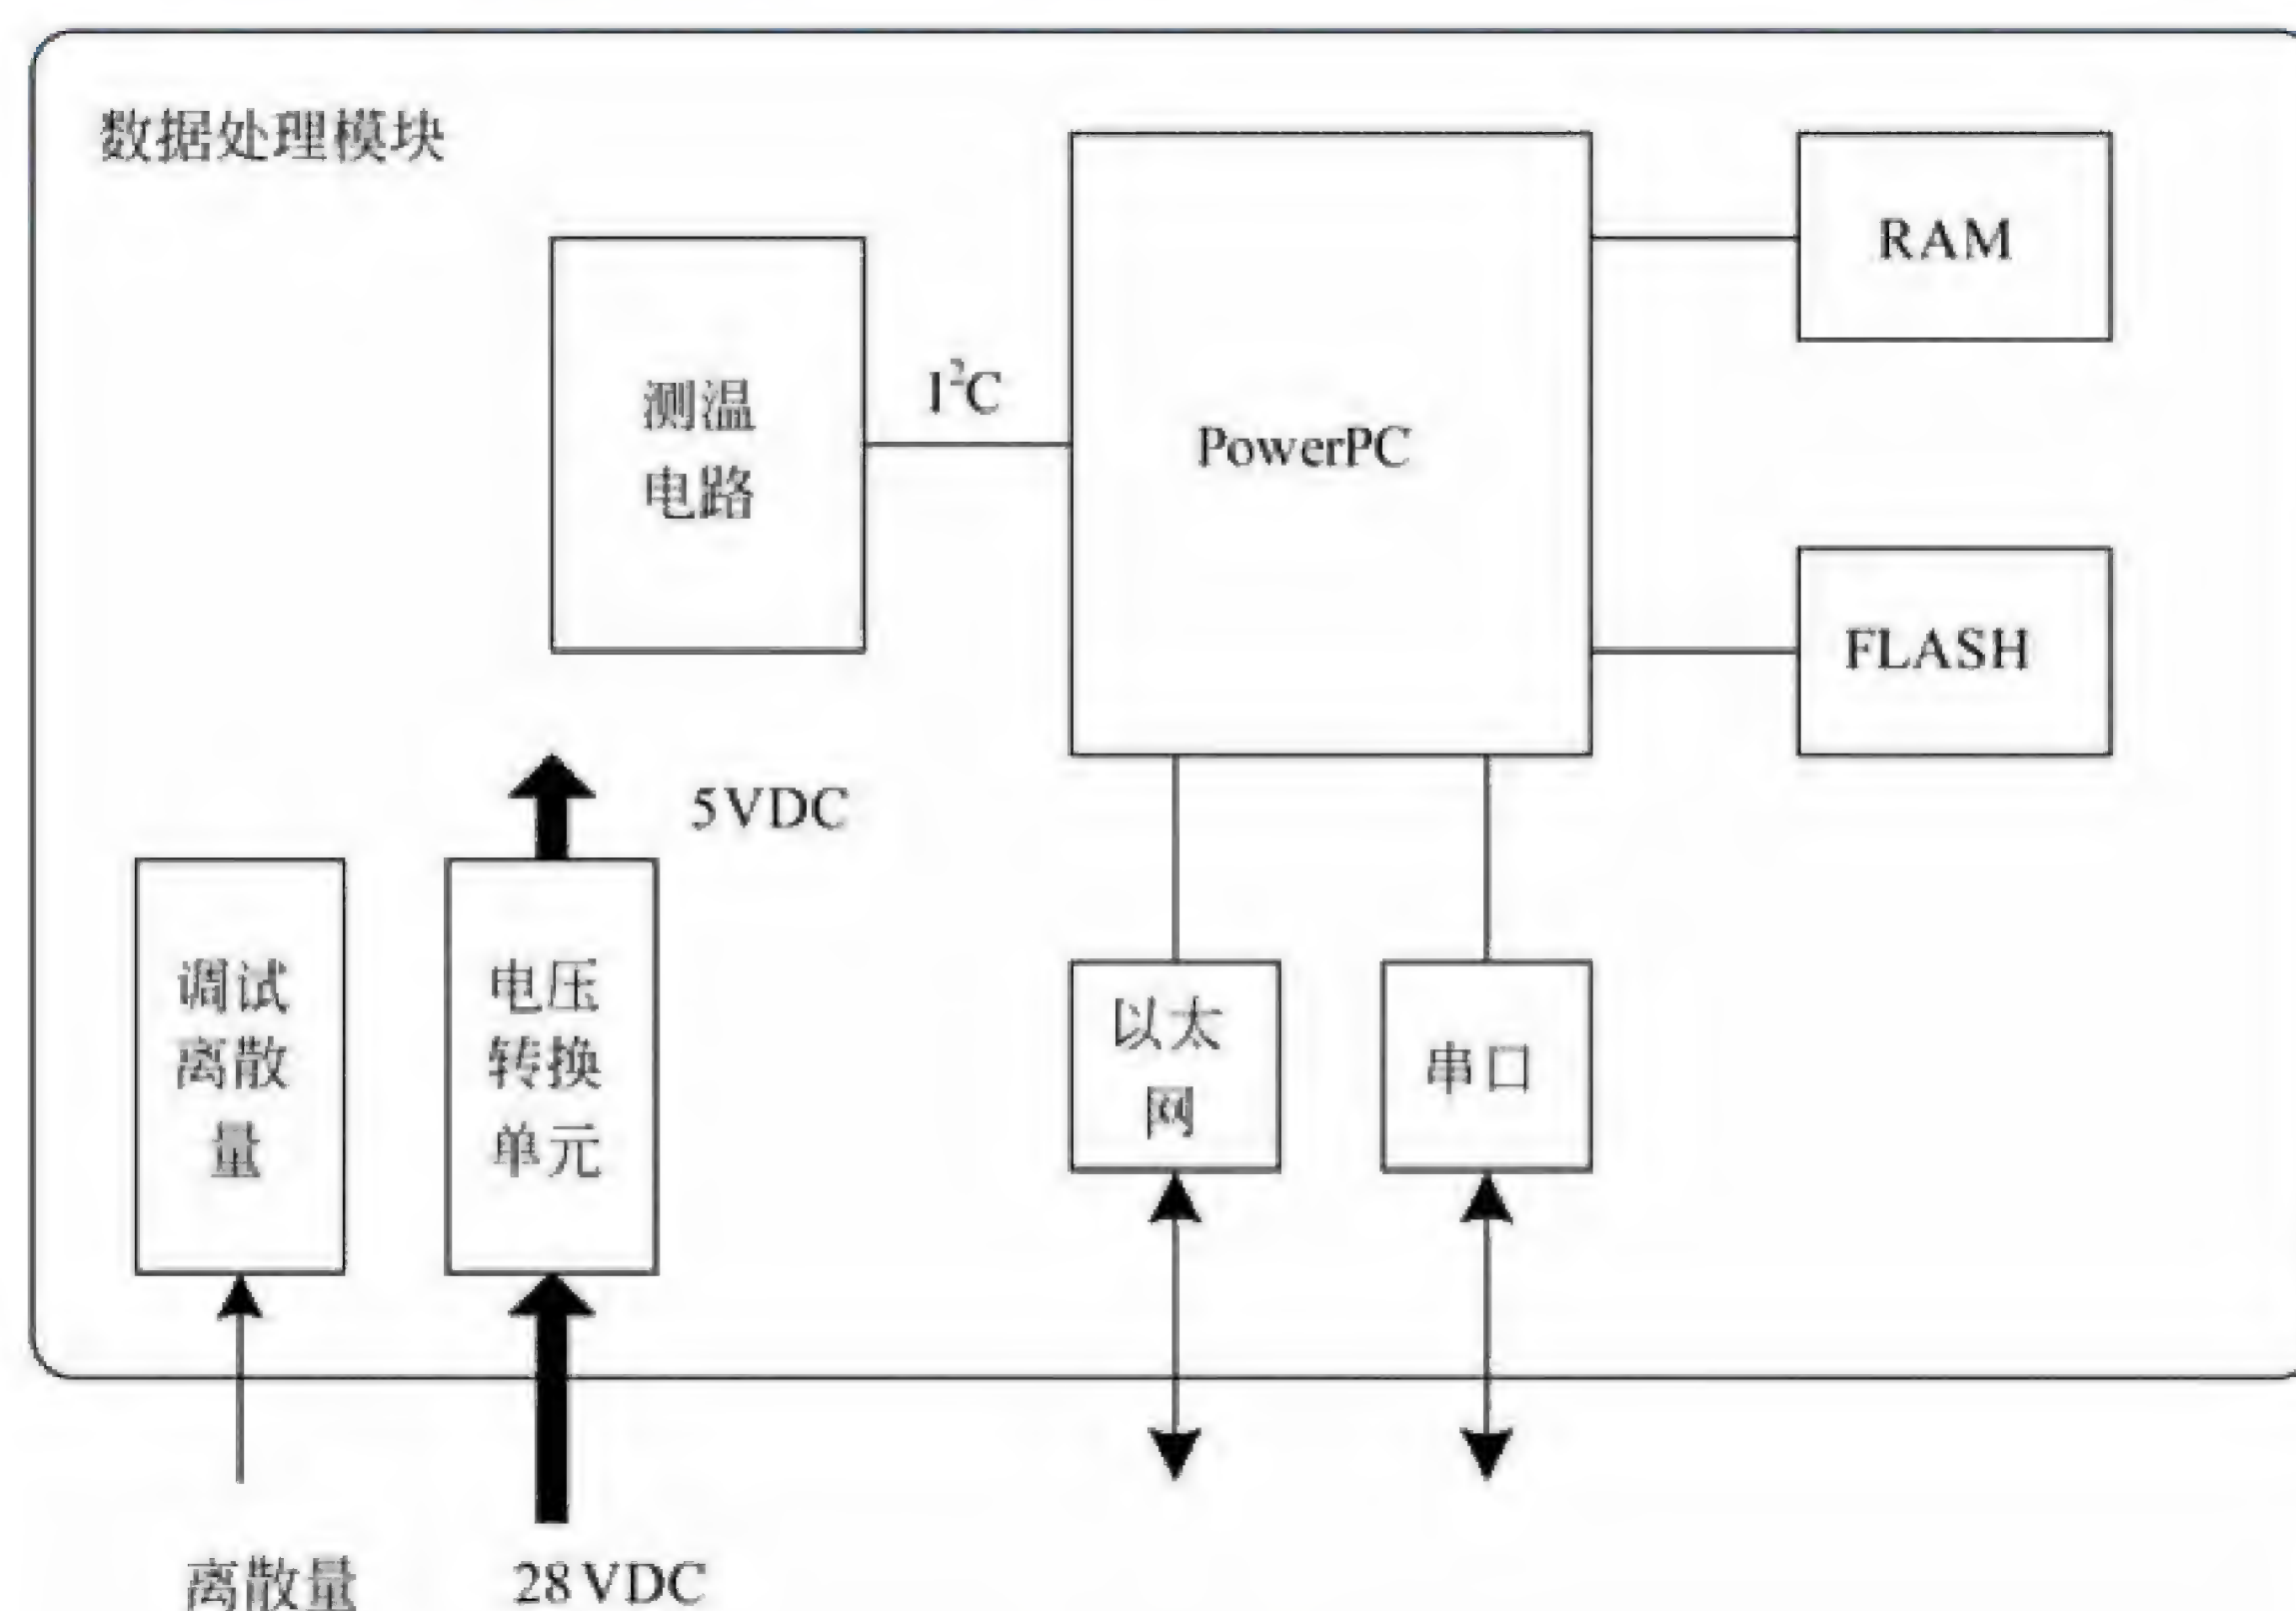 数据处理模块
RAM
测温
电路
I²C
PowerPC
FLASH
5VDC
调试
离散
量
电压
转换
单元
以太
网
串口
离散量
28VDC